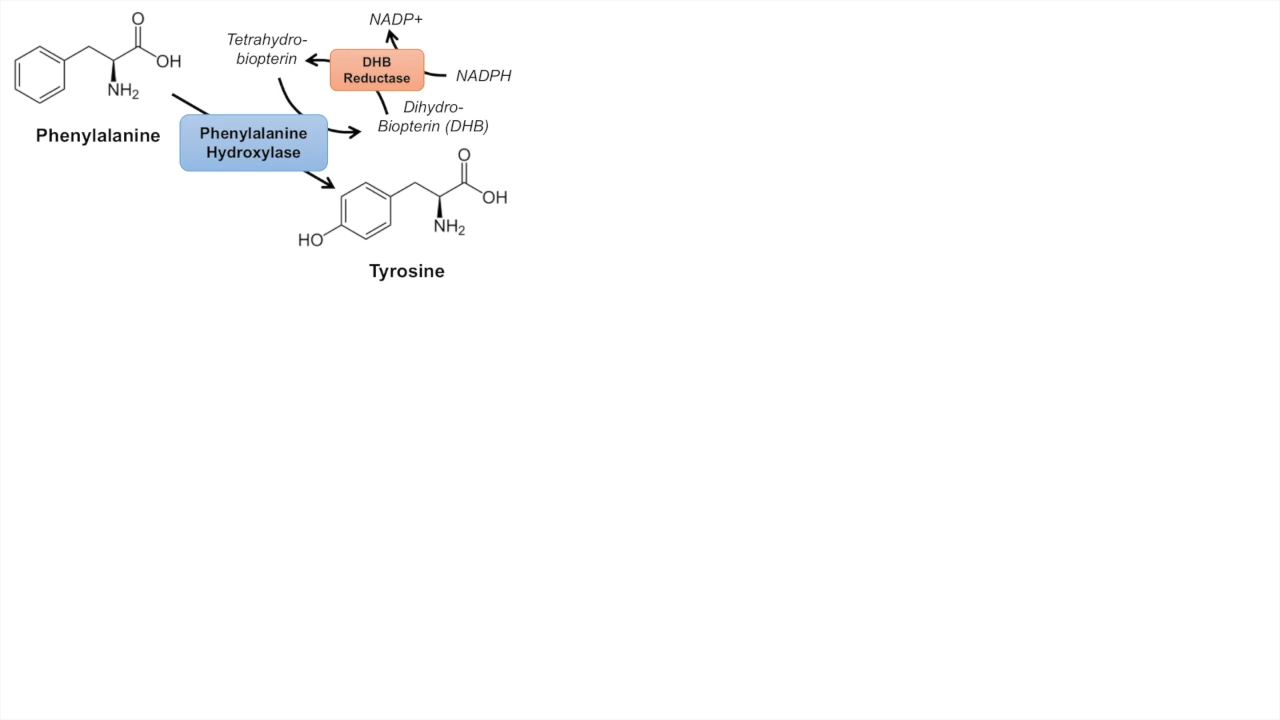 NADP+
O
Tetrahydro-
biopterin
OH
DHB
Reductase
NADPH
NH2
Dihydro-
Biopterin (DHB)
Phenylalanine
Phenylalanine
Hydroxylase
O
OH
NH2
HO
Tyrosine